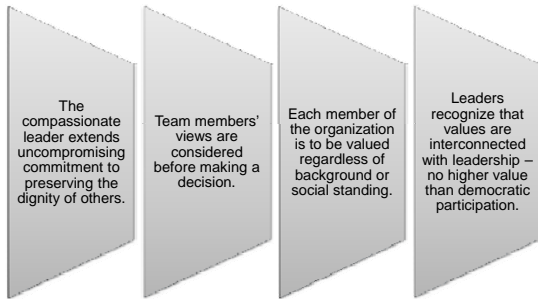 The
compassionate
leader extends
uncompromising
commitment to
preserving the
dignity of others.
Team members’
views are
considered
before making a
decision.
Each member of
the organization
is to be valued
regardless of
background or
social standing.
Leaders
recognize that
values are
interconnected
with leadership –
no higher value
than democratic
participation.